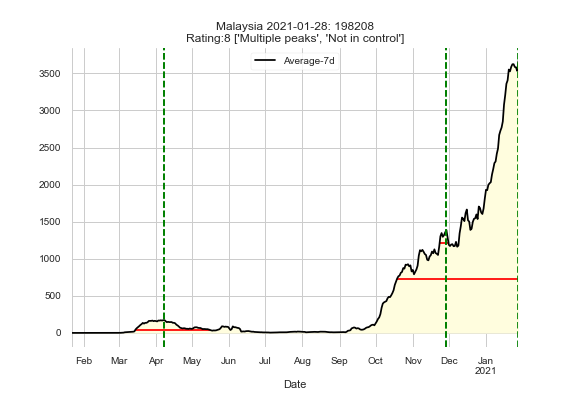 Malaysia 2021-01-28: 198208
Rating:8 ['Multiple peaks', 'Not in control']
Average-7d
3500
3000
2500
2000
1500
1000
500
0
Feb Mar Apr May Jun Jul Aug Sep Oct Nov Dec Jan
2021
Date